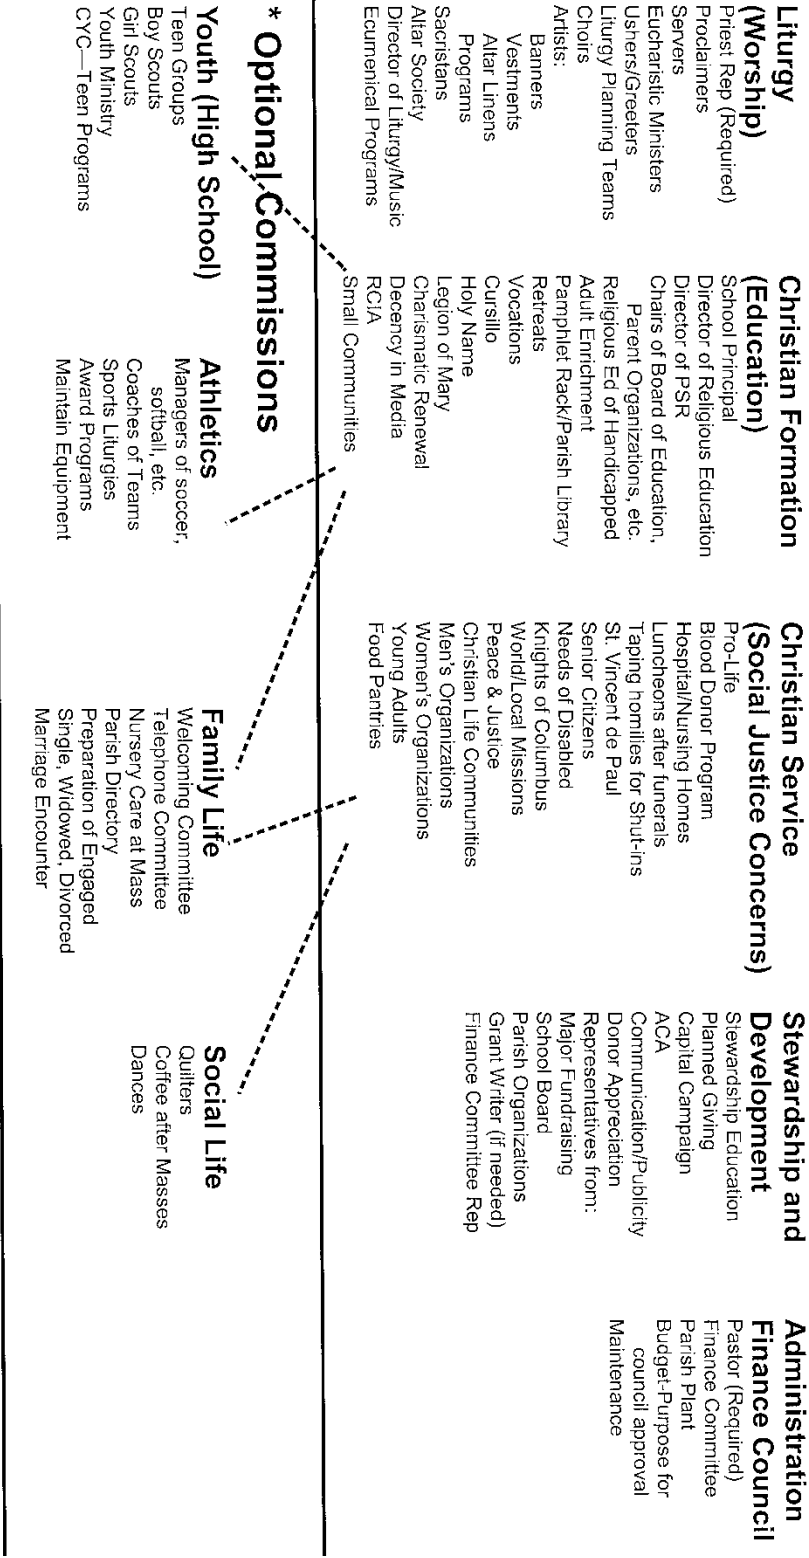 Liturgy
(Worship)
Priest Rep (Required)
Proclaimers
Servers
Eucharistic Ministers
Ushers/Greeters
Liturgy Planning Teams
Choirs
Artists:
Banners
Vestments
Altar Linens
Programs
Sacristans
Altar Society
Director of Liturgy/Music
Ecumenical Programs
Christian Formation
(Education)
School Principal
Director of Religious Education
Director of PSR
Chairs of Board of Education,
Parent Organizations, etc.
Religious Ed of Handicapped
Adult Enrichment
Pamphlet Rack/Parish Library
Retreats
Vocations
Cursillo
Holy Name
Legion of Mary
Charismatic Renewal
Decency in Media
RCIA
Small Communities
Christian Service
(Social Justice Concerns)
Pro-Life
Blood Donor Program
Hospital/Nursing Homes
Luncheons after funerals
Taping homilies for Shut-ins
St. Vincent de Paul
Senior Citizens
Needs of Disabled
Knights of Columbus
World/Local Missions
Peace & Justice
Christian Life Communities
Men's Organizations
Women's Organizations
Young Adults
Food Pantries
Stewardship and
Development
Stewardship Education
Planned Giving
Capital Campaign
ACA
Communication/Publicity
Donor Appreciation
Representatives from:
Major Fundraising
School Board
Parish Organizations
Grant Writer (if needed)
Finance Committee Rep
Administration
Finance Council
Pastor (Required)
Finance Committee
Parish Plant
Budget-Purpose for
council approval
Maintenance
* Optional Commissions
Youth (High School)
Teen Groups
Boy Scouts
Girl Scouts
Youth Ministry
CYC—Teen Programs
Athletics
Managers of soccer,
softball, etc.
Coaches of Teams
Sports Liturgies
Award Programs
Maintain Equipment
Family Life
Welcoming Committee
Telephone Committee
Nursery Care at Mass
Parish Directory
Preparation of Engaged
Single, Widowed, Divorced
Marriage Encounter
Social Life
Quilters
Coffee after Masses
Dances